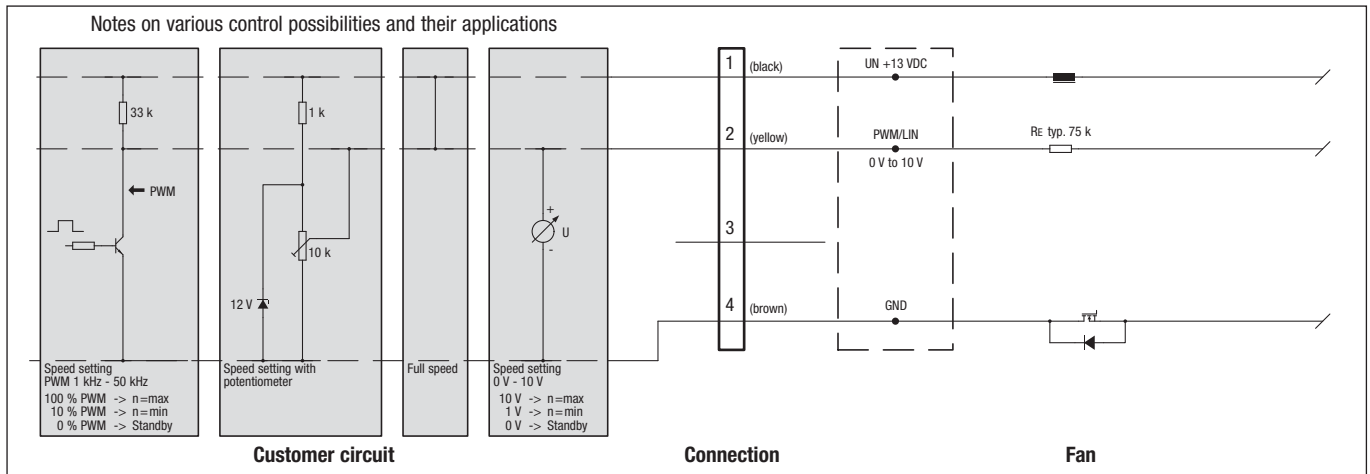 Notes on various control possibilities and their applications
33 k
PWM
Speed setting
PWM 1 kHz - 50 kHz
100 % PWM -> n=max
10 % PWM -> n=min
0 % PWM -> Standby
1 k
10 k
12 V
Speed setting with
potentiometer
Full speed
+
U
-
Speed setting
0 V - 10 V
10 V -> n=max
1 V -> n=min
0 V -> Standby
1 (black)
2 (yellow)
3
4 (brown)
UN +13 VDC
PWM/LIN
0 V to 10 V
GND
RE typ. 75 k
Customer circuit
Connection
Fan